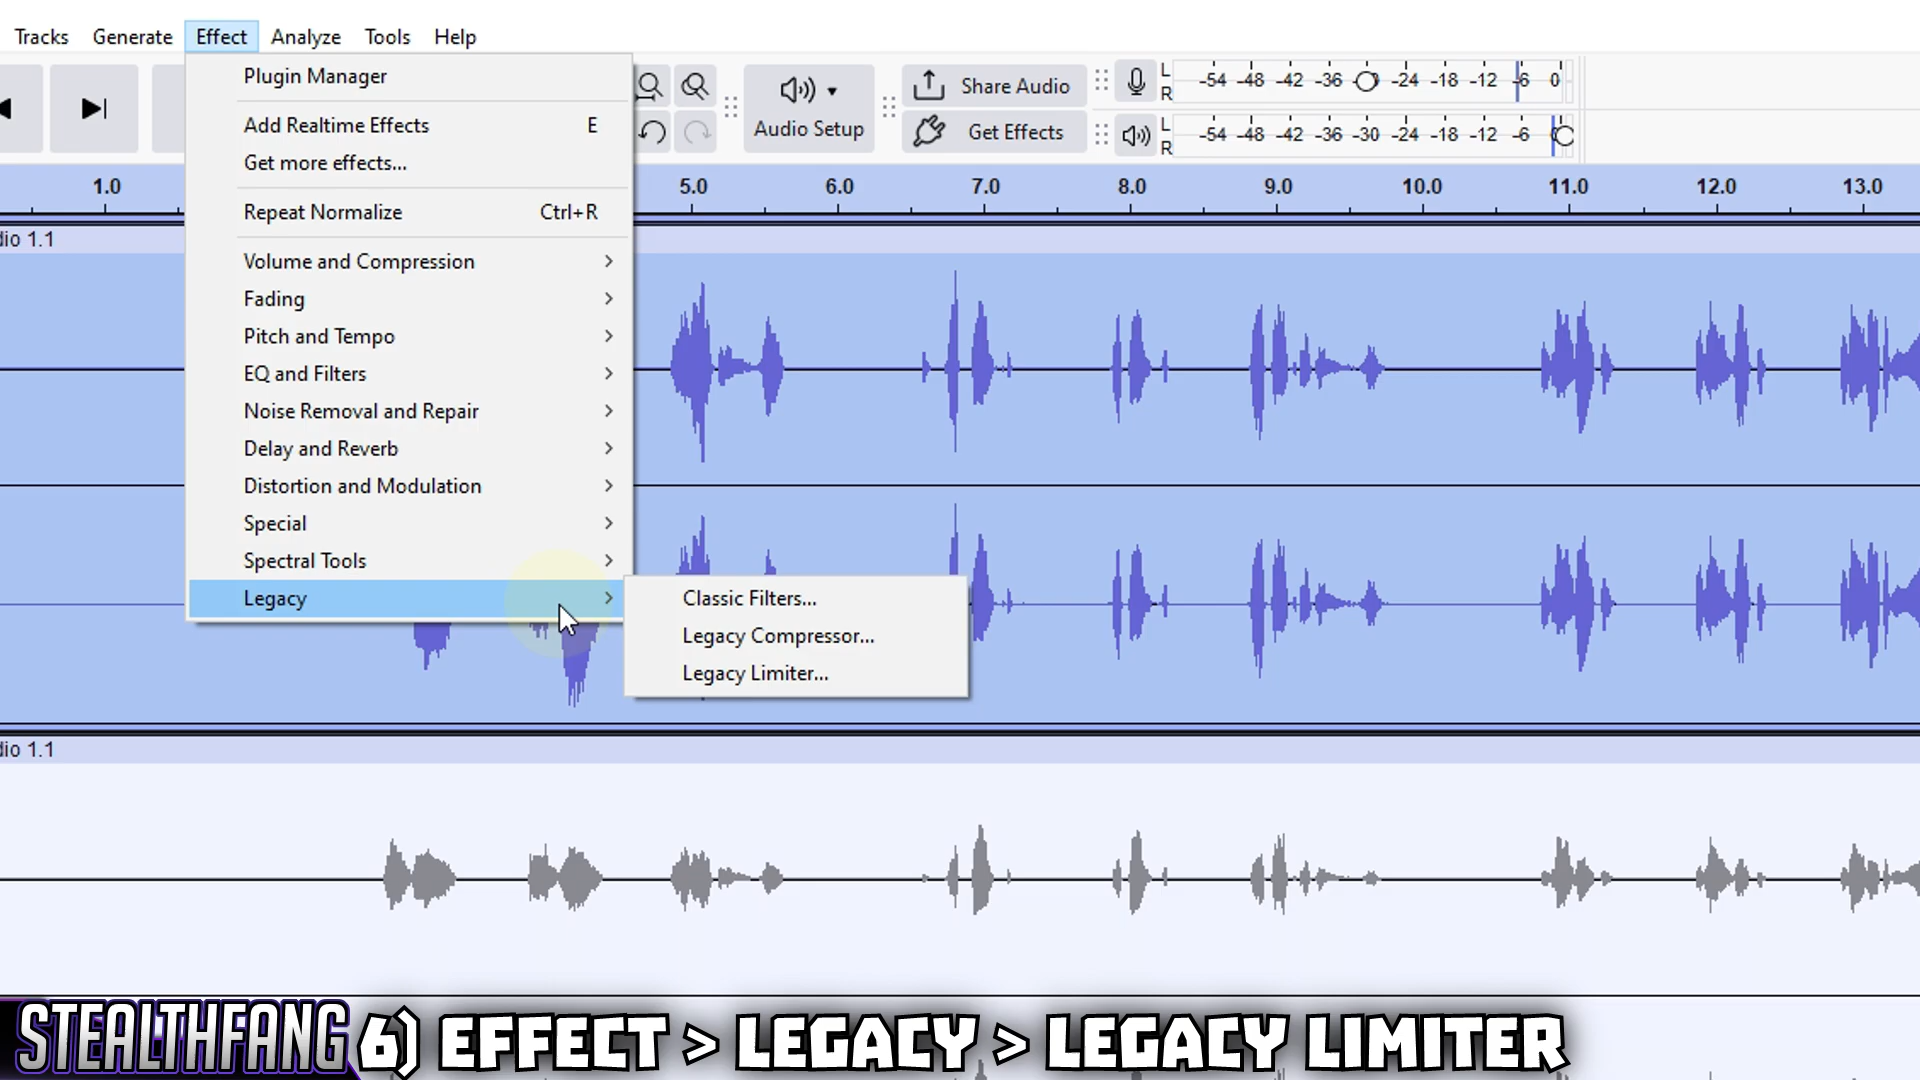 Tracks Generate Effect Analyze Tools Help
Plugin Manager
Add Realtime Effects E
Get more effects...
Repeat Normalize Ctrl+R
Volume and Compression
Fading
Pitch and Tempo
EQ and Filters
Noise Removal and Repair
Delay and Reverb
Distortion and Modulation
Special
Spectral Tools
Legacy
Classic Filters...
Legacy Compressor...
Legacy Limiter...
Audio Setup
Share Audio
Get Effects
L
R
-54 -48 -42 -36 -24 -18 -12 -6 0
L
R
-54 -48 -42 -36 -30 -24 -18 -12 -6
1.0 5.0 6.0 7.0 8.0 9.0 10.0 11.0 12.0 13.0
dio 1.1
dio 1.1
STEALTHFANG 6) EFFECT > LEGACY > LEGACY LIMITER